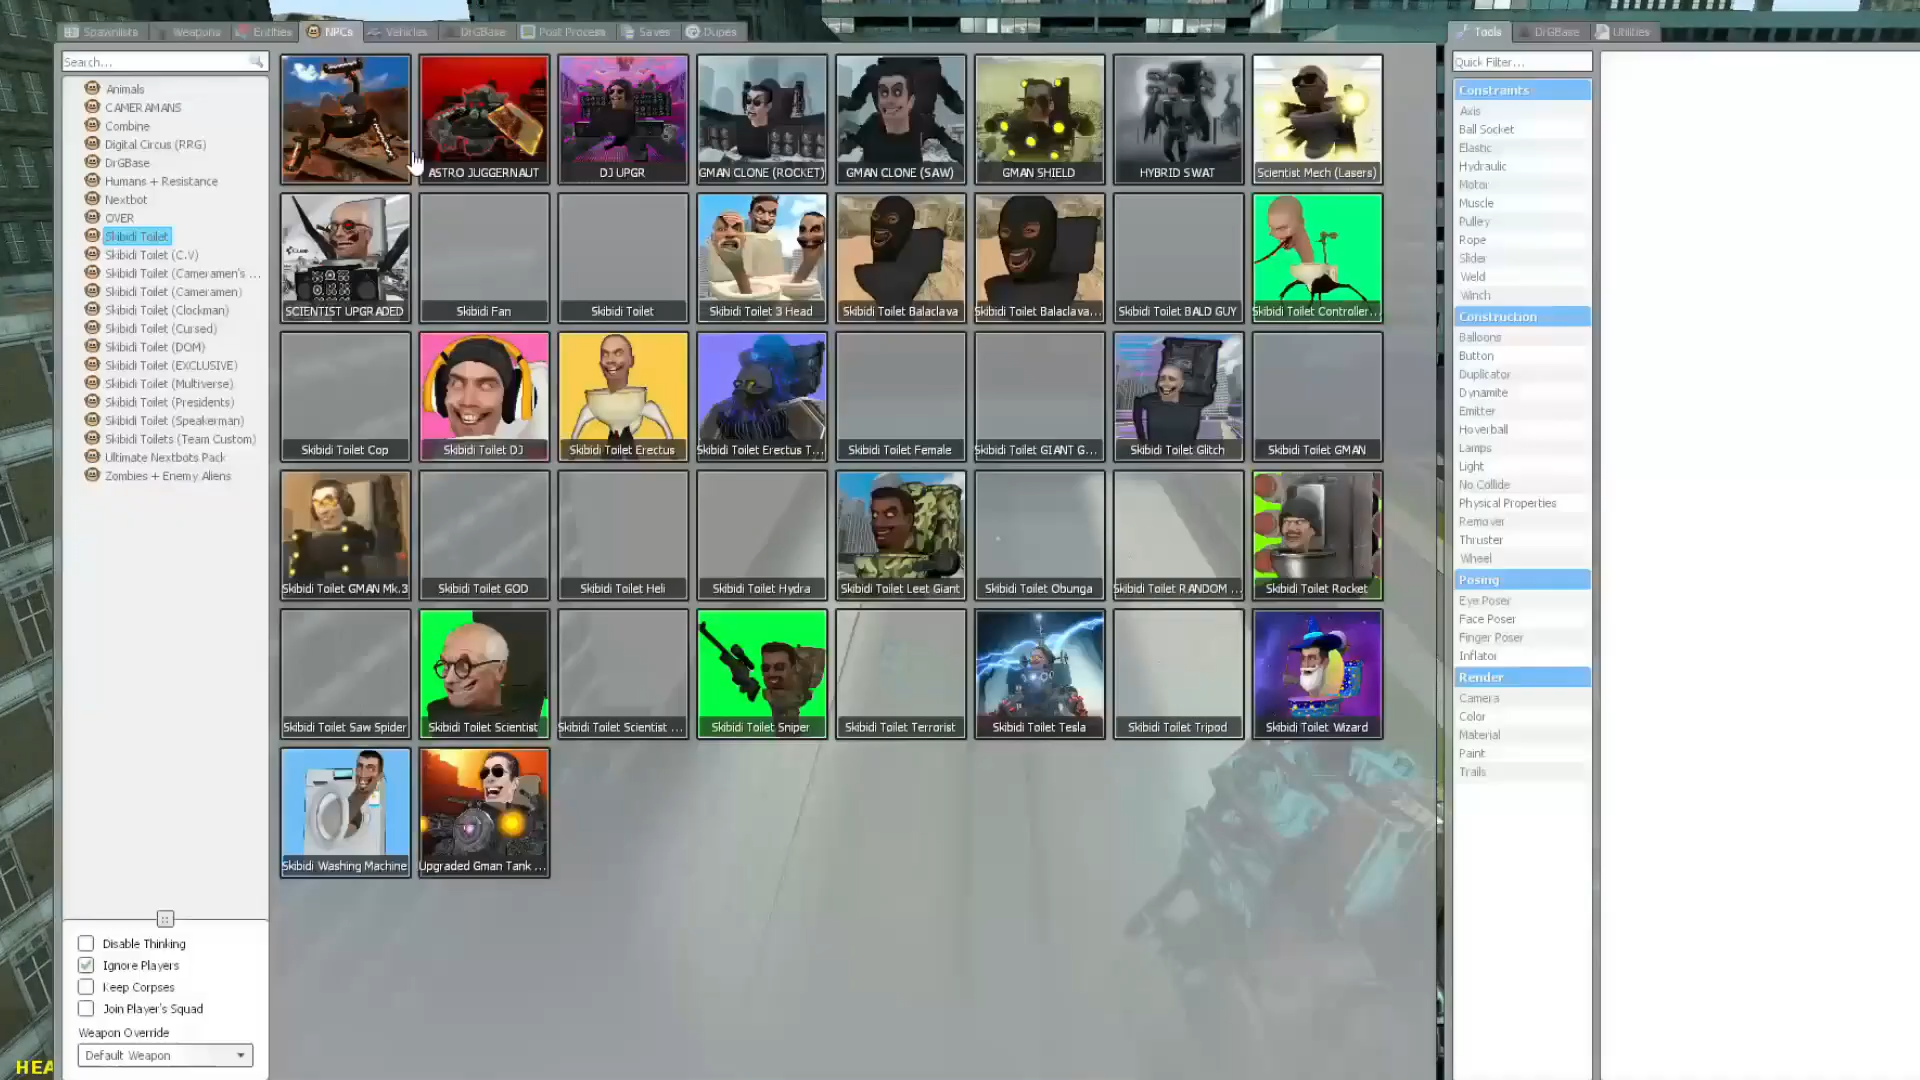 Spawnlists Weapons Entities NPCs Vehicles DrGBase Post Process Saves Dupes
Tools DrGBase Utilities
Search...
Quick Filter...
Animals
CAMERAMANS
Combine
Digital Circus (RRG)
DrGBase
Humans + Resistance
Nextbot
OVER
Skibidi Toilet
Skibidi Toilet (C.V)
Skibidi Toilet (Cameramen's ...
Skibidi Toilet (Cameramen)
Skibidi Toilet (Clockman)
Skibidi Toilet (Cursed)
Skibidi Toilet (DOM)
Skibidi Toilet (EXCLUSIVE)
Skibidi Toilet (Multiverse)
Skibidi Toilet (Presidents)
Skibidi Toilet (Speakerman)
Skibidi Toilets (Team Custom)
Ultimate Nextbots Pack
Zombies + Enemy Aliens
Disable Thinking
Ignore Players
Keep Corpses
Join Player's Squad
Weapon Override
Default Weapon
HEA
ASTRO JUGGERNAUT
DJ UPGR
GMAN CLONE (ROCKET)
GMAN CLONE (SAW)
GMAN SHIELD
HYBRID SWAT
Scientist Mech (Lasers)
SCIENTIST UPGRADED
Skibidi Fan
Skibidi Toilet
Skibidi Toilet 3 Head
Skibidi Toilet Balaclava
Skibidi Toilet Balaclava...
Skibidi Toilet BALD GUY
Skibidi Toilet Controller...
Skibidi Toilet Cop
Skibidi Toilet DJ
Skibidi Toilet Erectus
Skibidi Toilet Erectus T...
Skibidi Toilet Female
Skibidi Toilet GIANT G...
Skibidi Toilet Glitch
Skibidi Toilet GMAN
Skibidi Toilet GMAN Mk.3
Skibidi Toilet GOD
Skibidi Toilet Heli
Skibidi Toilet Hydra
Skibidi Toilet Leet Giant
Skibidi Toilet Obunga
Skibidi Toilet RANDOM ...
Skibidi Toilet Rocket
Skibidi Toilet Saw Spider
Skibidi Toilet Scientist
Skibidi Toilet Scientist ...
Skibidi Toilet Sniper
Skibidi Toilet Terrorist
Skibidi Toilet Tesla
Skibidi Toilet Tripod
Skibidi Toilet Wizard
Skibidi Washing Machine
Upgraded Gman Tank ...
Constraints
Axis
Ball Socket
Elastic
Hydraulic
Motor
Muscle
Pulley
Rope
Slider
Weld
Winch
Construction
Balloons
Button
Duplicator
Dynamite
Emitter
Hoverball
Lamps
Light
No Collide
Physical Properties
Remover
Thruster
Wheel
Posing
Eye Poser
Face Poser
Finger Poser
Inflator
Render
Camera
Color
Material
Paint
Trails